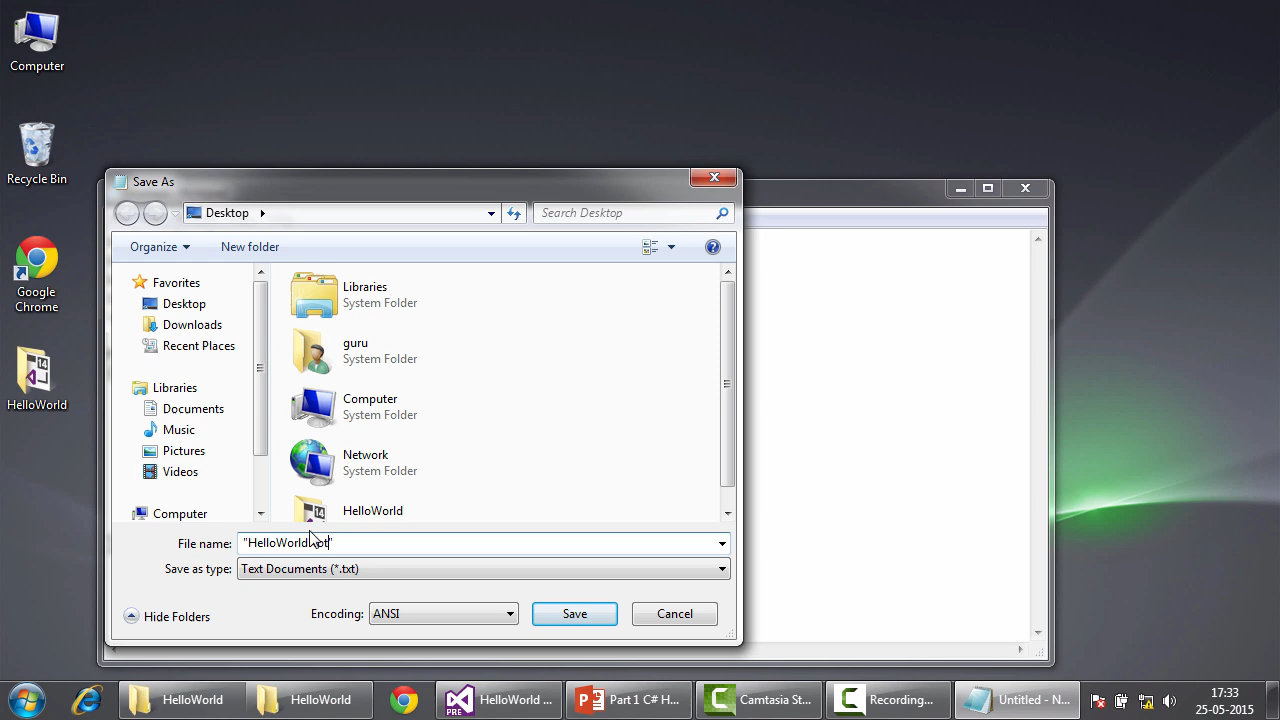 Computer
Recycle Bin
Google
Chrome
14
HelloWorld
Save As
Desktop
Search Desktop
Organize
New folder
Favorites
Desktop
Downloads
Recent Places
Libraries
Documents
Music
Pictures
Videos
Computer
Libraries
System Folder
guru
System Folder
Computer
System Folder
Network
System Folder
14
HelloWorld
File name:
"HelloWorld
Save as type:
Text Documents (*.txt)
Hide Folders
Encoding:
ANSI
Save
Cancel
HelloWorld
HelloWorld
PRE
HelloWorld ...
Part 1 C# H...
Camtasia St...
Recording...
Untitled - N...
17:33
25-05-2015